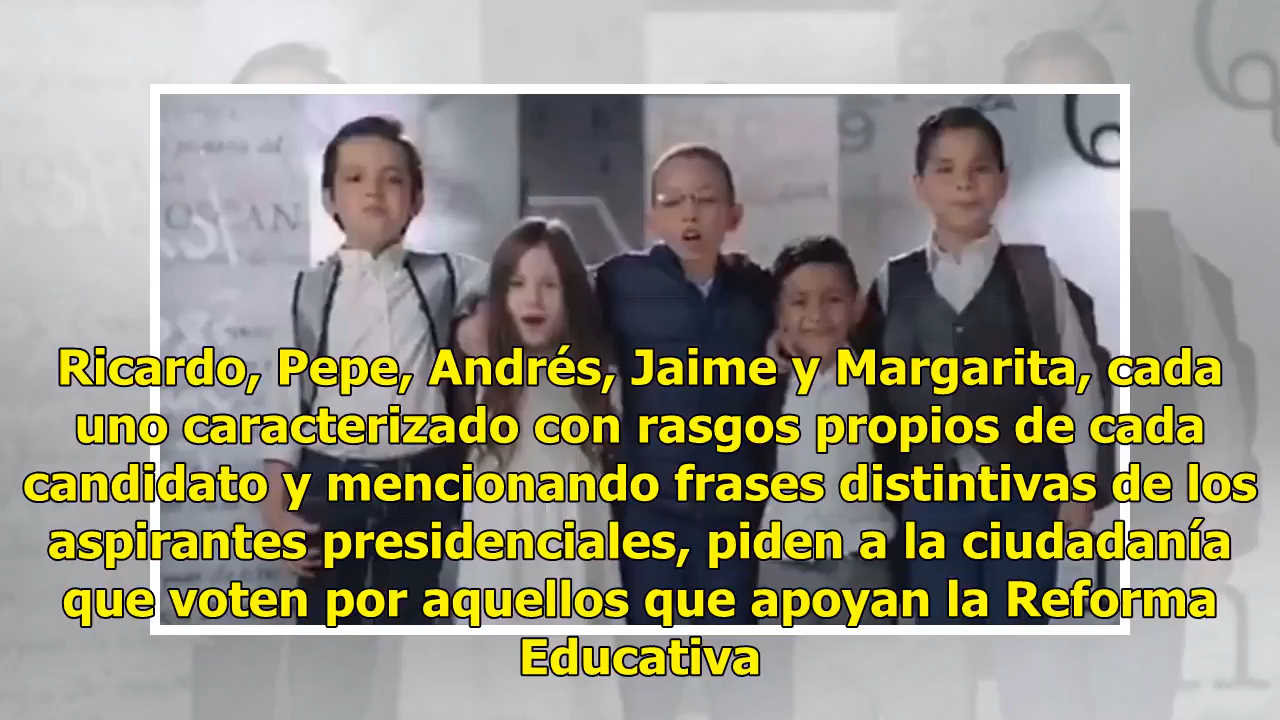 Ricardo, Pepe, Andrés, Jaime y Margarita, cada
uno caracterizado con rasgos propios de cada
candidato y mencionando frases distintivas de los
aspirantes presidenciales, piden a la ciudadanía
que voten por aquellos que apoyan la Reforma
Educativa